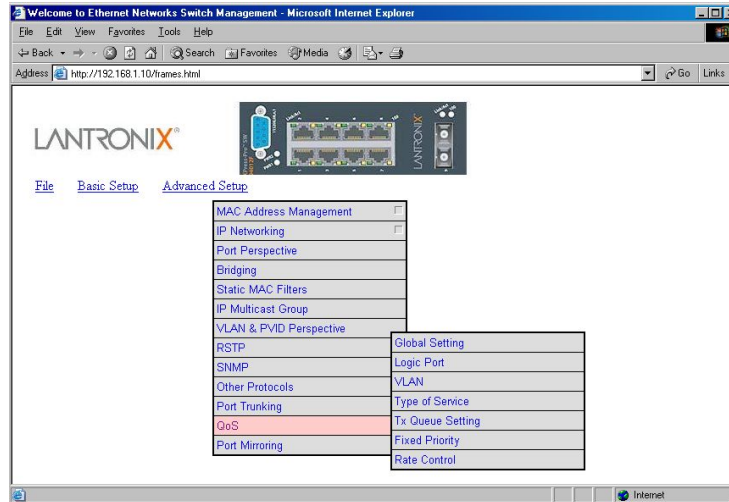 Welcome to Ethernet Networks Switch Management - Microsoft Internet Explorer
File Edit View Favorites Tools Help
Back Search Favorites Media
Address http://192.168.1.10/frames.html Go Links
LANTRONIX®
LANTRONIX
File Basic Setup Advanced Setup
MAC Address Management
IP Networking
Port Perspective
Bridging
Static MAC Filters
IP Multicast Group
VLAN & PVID Perspective
RSTP
SNMP
Other Protocols
Port Trunking
QoS
Port Mirroring
Global Setting
Logic Port
VLAN
Type of Service
Tx Queue Setting
Fixed Priority
Rate Control
Internet